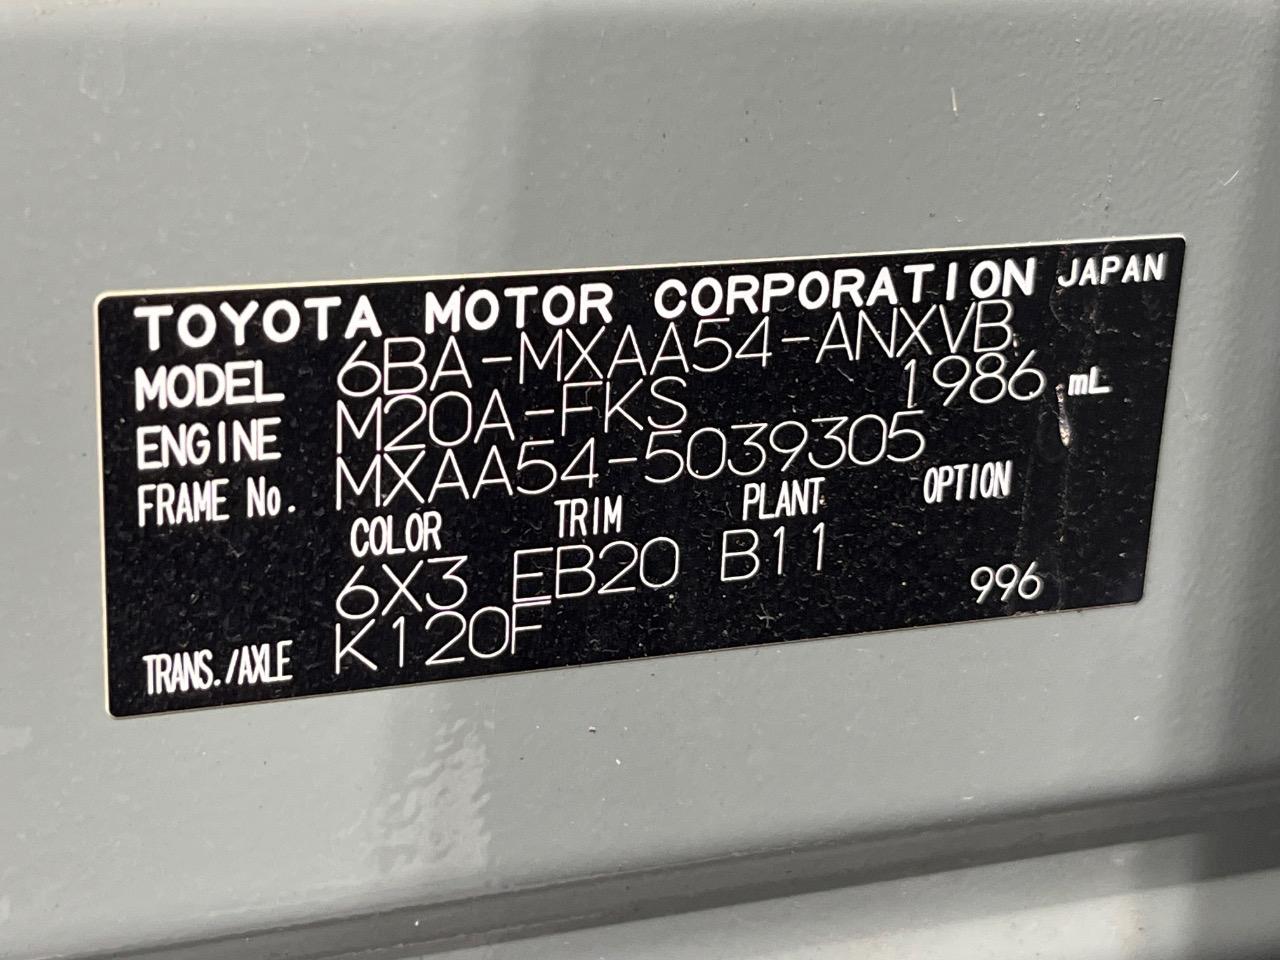 TOYOTA MOTOR CORPORATION JAPAN
MODEL 6BA-MXAA54-ANXVB
ENGINE M20A-FKS 1986 mL
FRAME No. MXAA54-5039305
COLOR TRIM PLANT OPTION
6X3 EB20 B11 996
TRANS./AXLE K120F